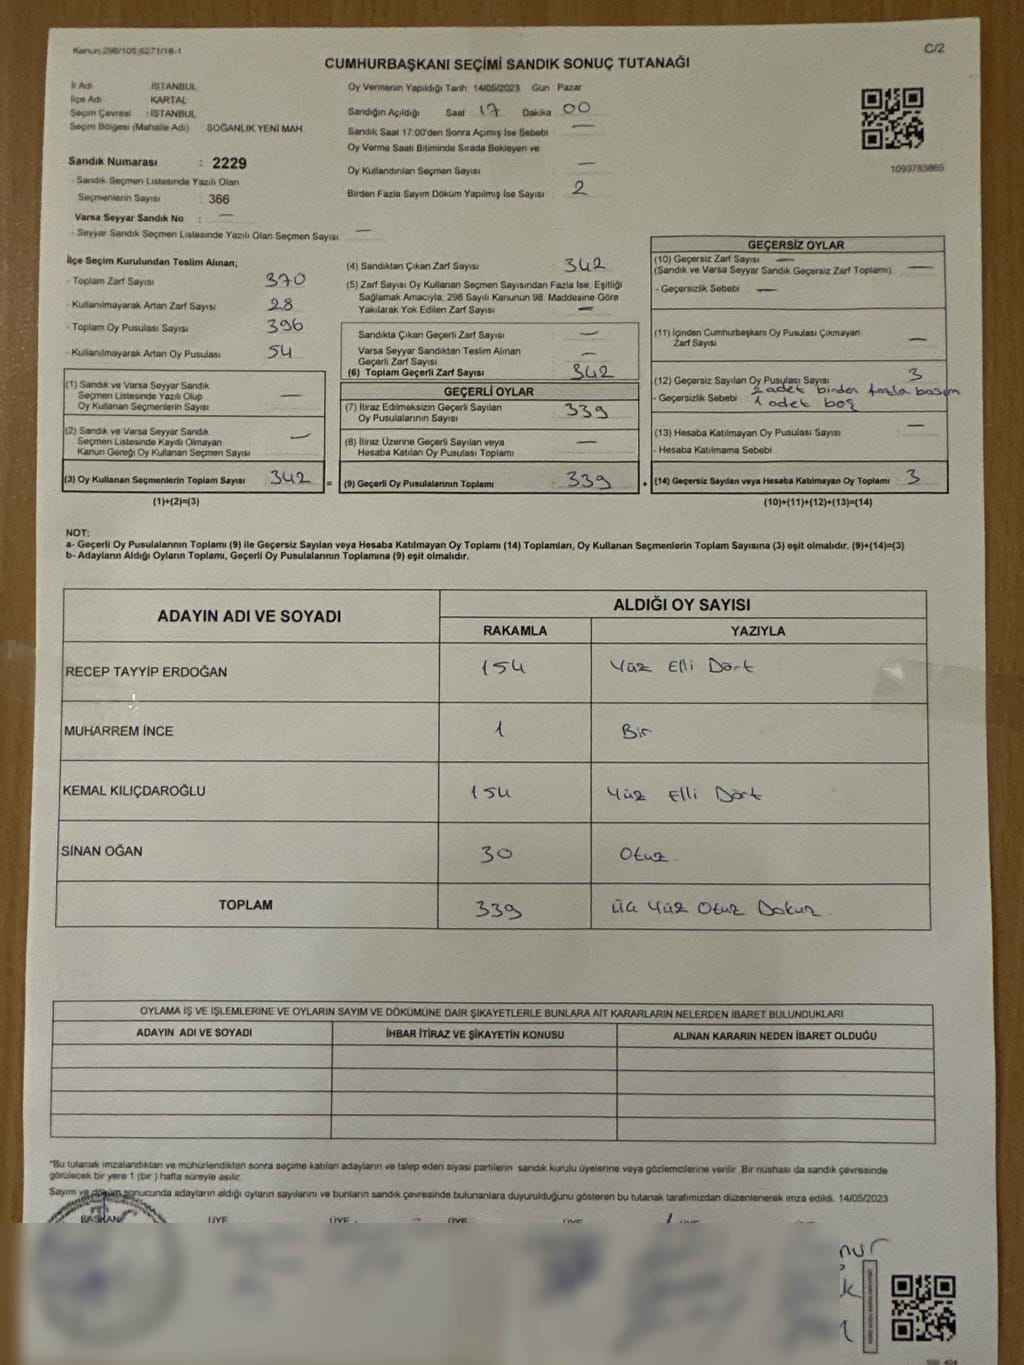 Kanun:298/105;6271/18-1
C/2
CUMHURBAŞKANI SEÇİMİ SANDIK SONUÇ TUTANAĞI
İl Adı : İSTANBUL
İlçe Adı : KARTAL
Seçim Çevresi : İSTANBUL
Seçim Bölgesi (Mahalle Adı) SOĞANLIK YENİ MAH.
Sandık Numarası : 2229
- Sandık Seçmen Listesinde Yazılı Olan
Seçmenlerin Sayısı 366
Varsa Seyyar Sandık No : —
- Seyyar Sandık Seçmen Listesinde Yazılı Olan Seçmen Sayısı —
Oy Vermenin Yapıldığı Tarih 14/05/2023 Gün Pazar
Sandığın Açıldığı Saat 17 Dakika 00
Sandık Saat 17:00'den Sonra Açılmış İse Sebebi —
Oy Verme Saati Bitiminde Sırada Bekleyen ve
Oy Kullandırılan Seçmen Sayısı —
Birden Fazla Sayım Döküm Yapılmış İse Sayısı 2
1093783865
İlçe Seçim Kurulundan Teslim Alınan;
- Toplam Zarf Sayısı 370
- Kullanılmayarak Artan Zarf Sayısı 28
- Toplam Oy Pusulası Sayısı 396
- Kullanılmayarak Artan Oy Pusulası 54
(1) Sandık ve Varsa Seyyar Sandık
Seçmen Listesinde Yazılı Olup
Oy Kullanan Seçmenlerin Sayısı —
(2) Sandık ve Varsa Seyyar Sandık
Seçmen Listesinde Kayıtlı Olmayan
Kanun Gereği Oy Kullanan Seçmen Sayısı —
(3) Oy Kullanan Seçmenlerin Toplam Sayısı 342
(1)+(2)=(3)
(4) Sandıktan Çıkan Zarf Sayısı 342
(5) Zarf Sayısı Oy Kullanan Seçmen Sayısından Fazla İse, Eşitliği
Sağlamak Amacıyla; 298 Sayılı Kanunun 98. Maddesine Göre
Yakılarak Yok Edilen Zarf Sayısı —
Sandıkta Çıkan Geçerli Zarf Sayısı —
Varsa Seyyar Sandıktan Teslim Alınan
Geçerli Zarf Sayısı —
(6) Toplam Geçerli Zarf Sayısı 342
GEÇERLİ OYLAR
(7) İtiraz Edilmeksizin Geçerli Sayılan
Oy Pusulalarının Sayısı 339
(8) İtiraz Üzerine Geçerli Sayılan veya
Hesaba Katılan Oy Pusulası Toplamı —
= (9) Geçerli Oy Pusulalarının Toplamı 339 +
GEÇERSİZ OYLAR
(10) Geçersiz Zarf Sayısı —
(Sandık ve Varsa Seyyar Sandık Geçersiz Zarf Toplamı) —
- Geçersizlik Sebebi —
(11) İçinden Cumhurbaşkanı Oy Pusulası Çıkmayan
Zarf Sayısı —
(12) Geçersiz Sayılan Oy Pusulası Sayısı 3
- Geçersizlik Sebebi 2 adet birden fazla basım
1 adet boş
(13) Hesaba Katılmayan Oy Pusulası Sayısı —
- Hesaba Katılmama Sebebi
(14) Geçersiz Sayılan veya Hesaba Katılmayan Oy Toplamı 3
(10)+(11)+(12)+(13)=(14)
NOT:
a- Geçerli Oy Pusulalarının Toplamı (9) ile Geçersiz Sayılan veya Hesaba Katılmayan Oy Toplamı (14) Toplamları, Oy Kullanan Seçmenlerin Toplam Sayısına (3) eşit olmalıdır. (9)+(14)=(3)
b- Adayların Aldığı Oyların Toplamı, Geçerli Oy Pusulalarının Toplamına (9) eşit olmalıdır.
ADAYIN ADI VE SOYADI
ALDIĞI OY SAYISI
RAKAMLA YAZIYLA
RECEP TAYYİP ERDOĞAN 154 Yüz Elli Dört
MUHARREM İNCE 1 Bir
KEMAL KILIÇDAROĞLU 154 Yüz Elli Dört
SİNAN OĞAN 30 Otuz
TOPLAM 339 Üç Yüz Otuz Dokuz
OYLAMA İŞ VE İŞLEMLERİNE VE OYLARIN SAYIM VE DÖKÜMÜNE DAİR ŞİKAYETLERLE BUNLARA AİT KARARLARIN NELERDEN İBARET BULUNDUKLARI
ADAYIN ADI VE SOYADI İHBAR İTİRAZ VE ŞİKAYETİN KONUSU ALINAN KARARIN NEDEN İBARET OLDUĞU
"Bu tutanak imzalandıktan ve mühürlendikten sonra seçime katılan adayların ve talep eden siyasi partilerin sandık kurulu üyelerine veya gözlemcilerine verilir. Bir nüshası da sandık çevresinde
görülecek bir yere 1 (bir) hafta süreyle asılır.
Sayım ve döküm sonucunda adayların aldığı oyların sayılarını ve bunların sandık çevresinde bulunanlara duyurulduğunu gösteren bu tutanak tarafımızdan düzenlenerek imza edildi. 14/05/2023
BAŞKAN ÜYE ÜYE ÜYE ÜYE ÜYE ÜYE
nur